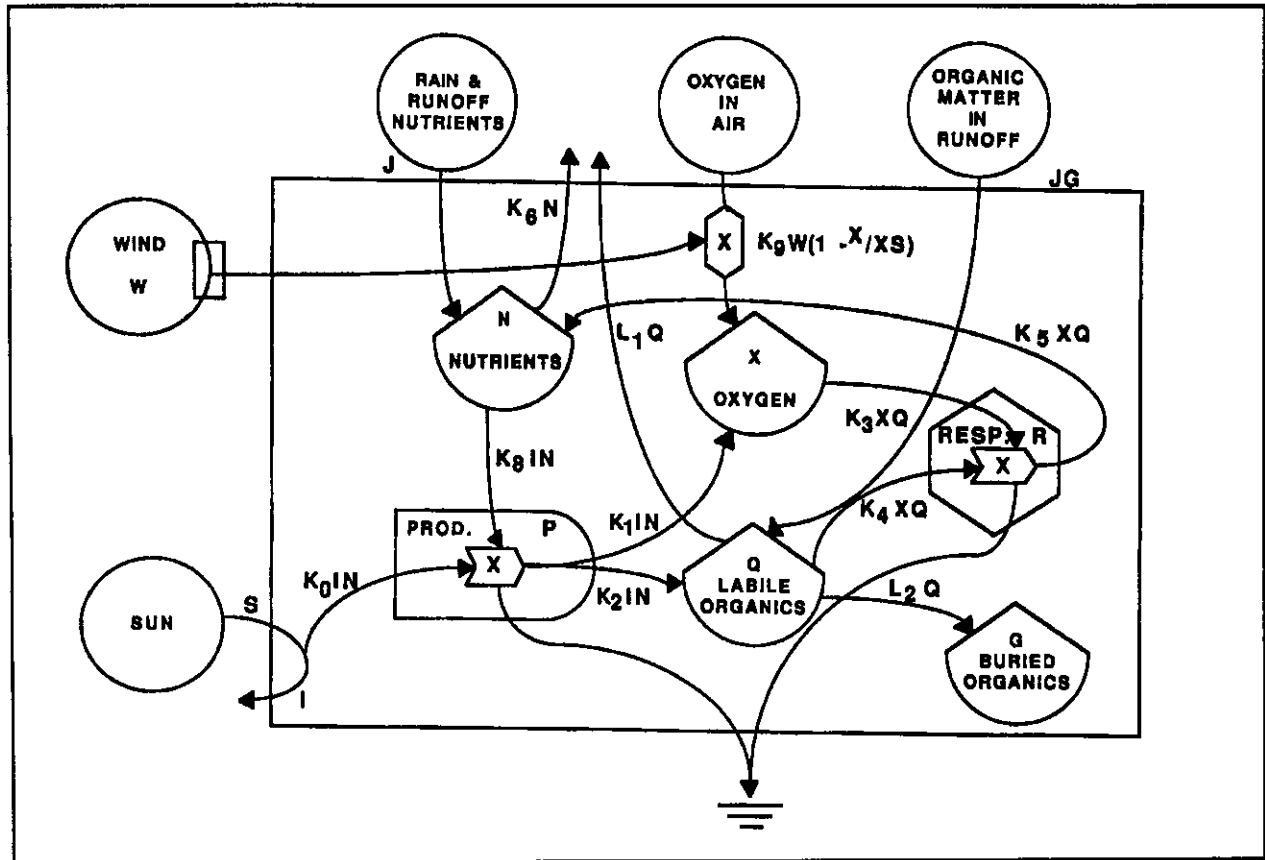 RAIN &
RUNOFF
NUTRIENTS
OXYGEN
IN
AIR
ORGANIC
MATTER
IN
RUNOFF
J
JG
K6N
WIND
W
X
K9W(1 -X/XS)
N
NUTRIENTS
L1Q
X
OXYGEN
K5XQ
K3XQ
RESP. R
X
K8IN
PROD. P
X
K1IN
K4XQ
K0IN
K2IN
Q
LABILE
ORGANICS
L2Q
S
SUN
I
G
BURIED
ORGANICS